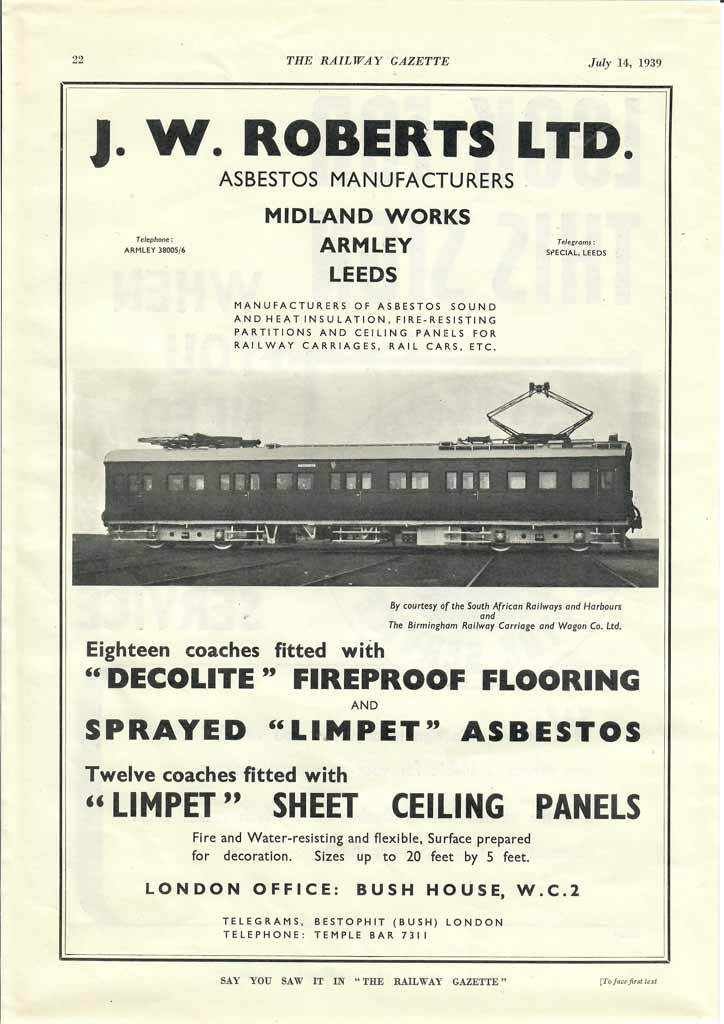 22
THE RAILWAY GAZETTE
July 14, 1939
J. W. ROBERTS LTD.
ASBESTOS MANUFACTURERS
MIDLAND WORKS
ARMLEY
LEEDS
Telephone:
ARMLEY 38005/6
Telegrams:
SPECIAL, LEEDS
MANUFACTURERS OF ASBESTOS SOUND
AND HEAT INSULATION, FIRE-RESISTING
PARTITIONS AND CEILING PANELS FOR
RAILWAY CARRIAGES, RAIL CARS, ETC.
By courtesy of the South African Railways and Harbours
and
The Birmingham Railway Carriage and Wagon Co. Ltd.
Eighteen coaches fitted with
"DECOLITE" FIREPROOF FLOORING
AND
SPRAYED "LIMPET" ASBESTOS
Twelve coaches fitted with
"LIMPET" SHEET CEILING PANELS
Fire and Water-resisting and flexible, Surface prepared
for decoration. Sizes up to 20 feet by 5 feet.
LONDON OFFICE: BUSH HOUSE, W.C.2
TELEGRAMS, BESTOPHIT (BUSH) LONDON
TELEPHONE: TEMPLE BAR 7311
SAY YOU SAW IT IN "THE RAILWAY GAZETTE"
[To face first text